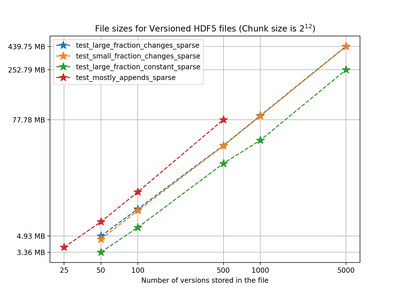 File sizes for Versioned HDF5 files (Chunk size is 2¹²)
439.75 MB
252.79 MB
77.78 MB
4.93 MB
3.36 MB
test_large_fraction_changes_sparse
test_small_fraction_changes_sparse
test_large_fraction_constant_sparse
test_mostly_appends_sparse
25 50 100 500 1000 5000
Number of versions stored in the file